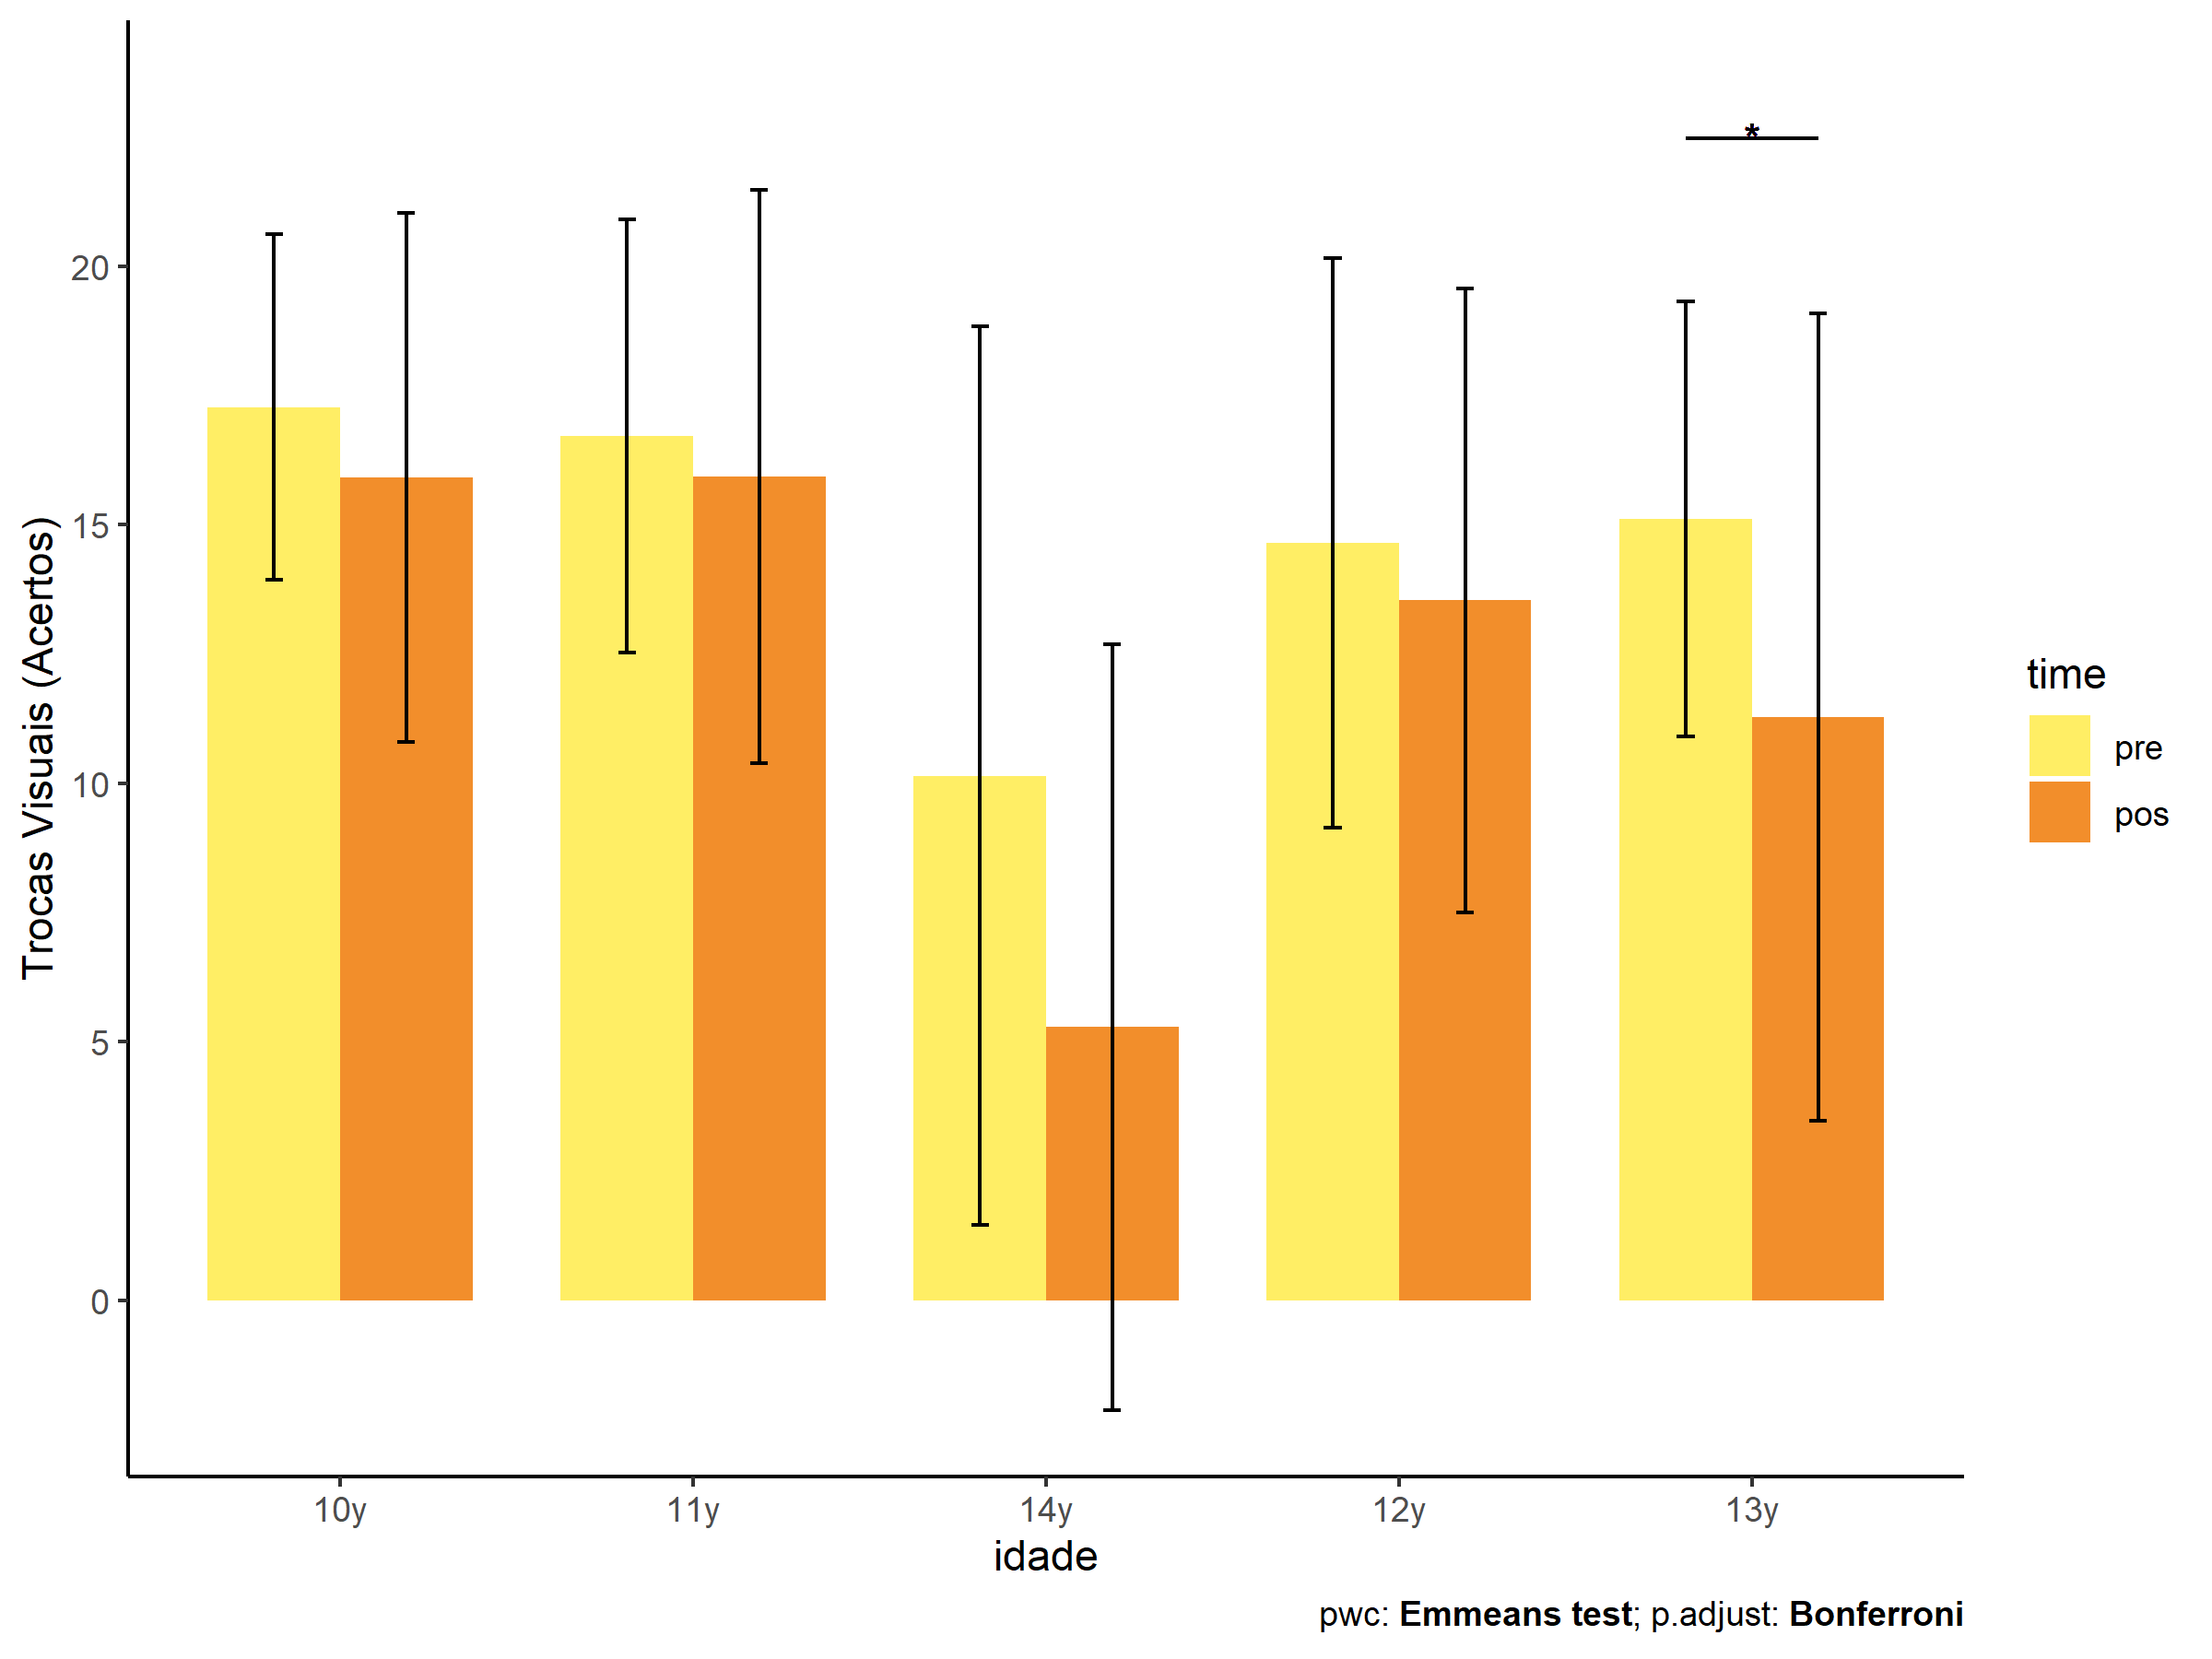 *
20
15
10
5
0
Trocas Visuais (Acertos)
10y 11y 14y 12y 13y
idade
time
pre
pos
pwc: Emmeans test; p.adjust: Bonferroni